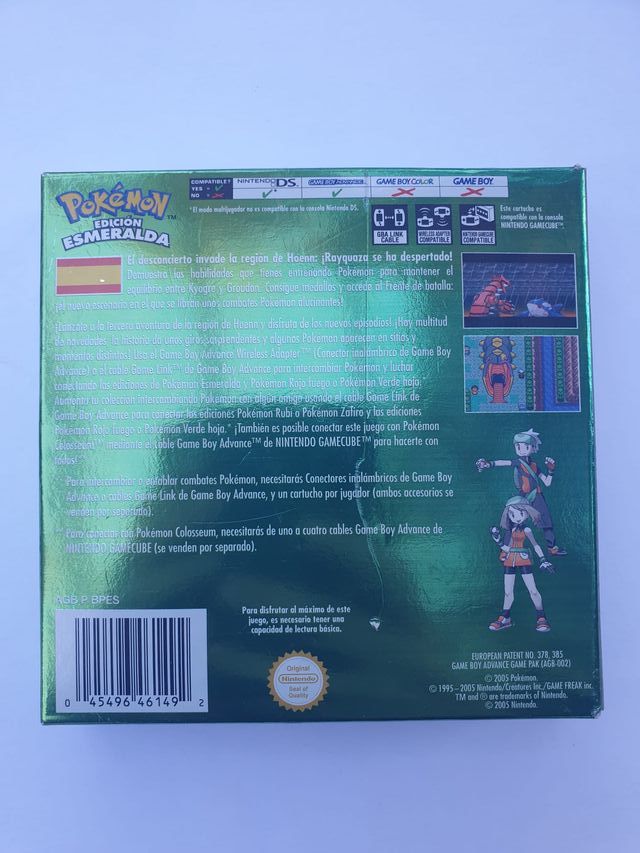 COMPATIBLE?
YES =
NO =
NINTENDO DS™
GAME BOY ADVANCE
GAME BOY COLOR
GAME BOY
POKéMON™
EDICIÓN
ESMERALDA
*El modo multijugador no es compatible con la consola Nintendo DS.
GBA LINK
CABLE
WIRELESS ADAPTER
COMPATIBLE
NINTENDO GAMECUBE
COMPATIBLE
Este cartucho es
compatible con la consola
NINTENDO GAMECUBE™.
El desconcierto invade la región de Hoenn: ¡Rayquaza se ha despertado!
Demuestra las habilidades que tienes entrenando Pokémon para mantener el
equilibrio entre Kyogre y Groudon. Consigue medallas y accede al Frente de batalla:
¡el nuevo escenario en el que se libran unos combates Pokémon alucinantes!
¡Lánzate a la tercera aventura de la región de Hoenn y disfruta de los nuevos episodios! ¡Hay multitud
de novedades: la historia da unos giros sorprendentes y algunos Pokémon aparecen en sitios y
momentos distintos! Usa el Game Boy Advance Wireless Adapter™ (Conector inalámbrico de Game Boy
Advance) o el cable Game Link™ de Game Boy Advance para intercambiar Pokémon y luchar
conectando las ediciones de Pokémon Esmeralda y Pokémon Rojo fuego o Pokémon Verde hoja.*
Aumenta tu colección intercambiando Pokémon con algún amigo usando el cable Game Link de
Game Boy Advance para conectar las ediciones Pokémon Rubí o Pokémon Zafiro y las ediciones
Pokémon Rojo fuego o Pokémon Verde hoja.* ¡También es posible conectar este juego con Pokémon
Colosseum** mediante el cable Game Boy Advance™ de NINTENDO GAMECUBE™ para hacerte con
todos!
* Para intercambiar o entablar combates Pokémon, necesitarás Conectores inalámbricos de Game Boy
Advance o cables Game Link de Game Boy Advance, y un cartucho por jugador (ambos accesorios se
venden por separado).
** Para conectar con Pokémon Colosseum, necesitarás de uno a cuatro cables Game Boy Advance de
NINTENDO GAMECUBE (se venden por separado).
AGB P BPES
Para disfrutar al máximo de este
juego, es necesario tener una
capacidad de lectura básica.
0 45496 46149 2
Original
Nintendo
Seal of
Quality
EUROPEAN PATENT NO. 378, 385
GAME BOY ADVANCE GAME PAK (AGB-002)
© 2005 Pokémon.
© 1995–2005 Nintendo/Creatures Inc./GAME FREAK inc.
TM and ® are trademarks of Nintendo.
© 2005 Nintendo.